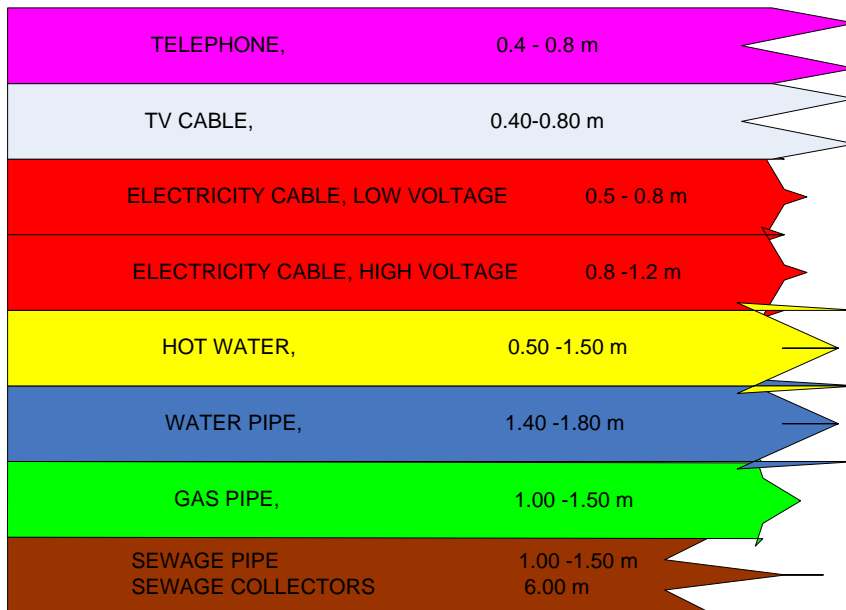 TELEPHONE, 0.4 - 0.8 m
TV CABLE, 0.40-0.80 m
ELECTRICITY CABLE, LOW VOLTAGE 0.5 - 0.8 m
ELECTRICITY CABLE, HIGH VOLTAGE 0.8 -1.2 m
HOT WATER, 0.50 -1.50 m
WATER PIPE, 1.40 -1.80 m
GAS PIPE, 1.00 -1.50 m
SEWAGE PIPE 1.00 -1.50 m
SEWAGE COLLECTORS 6.00 m